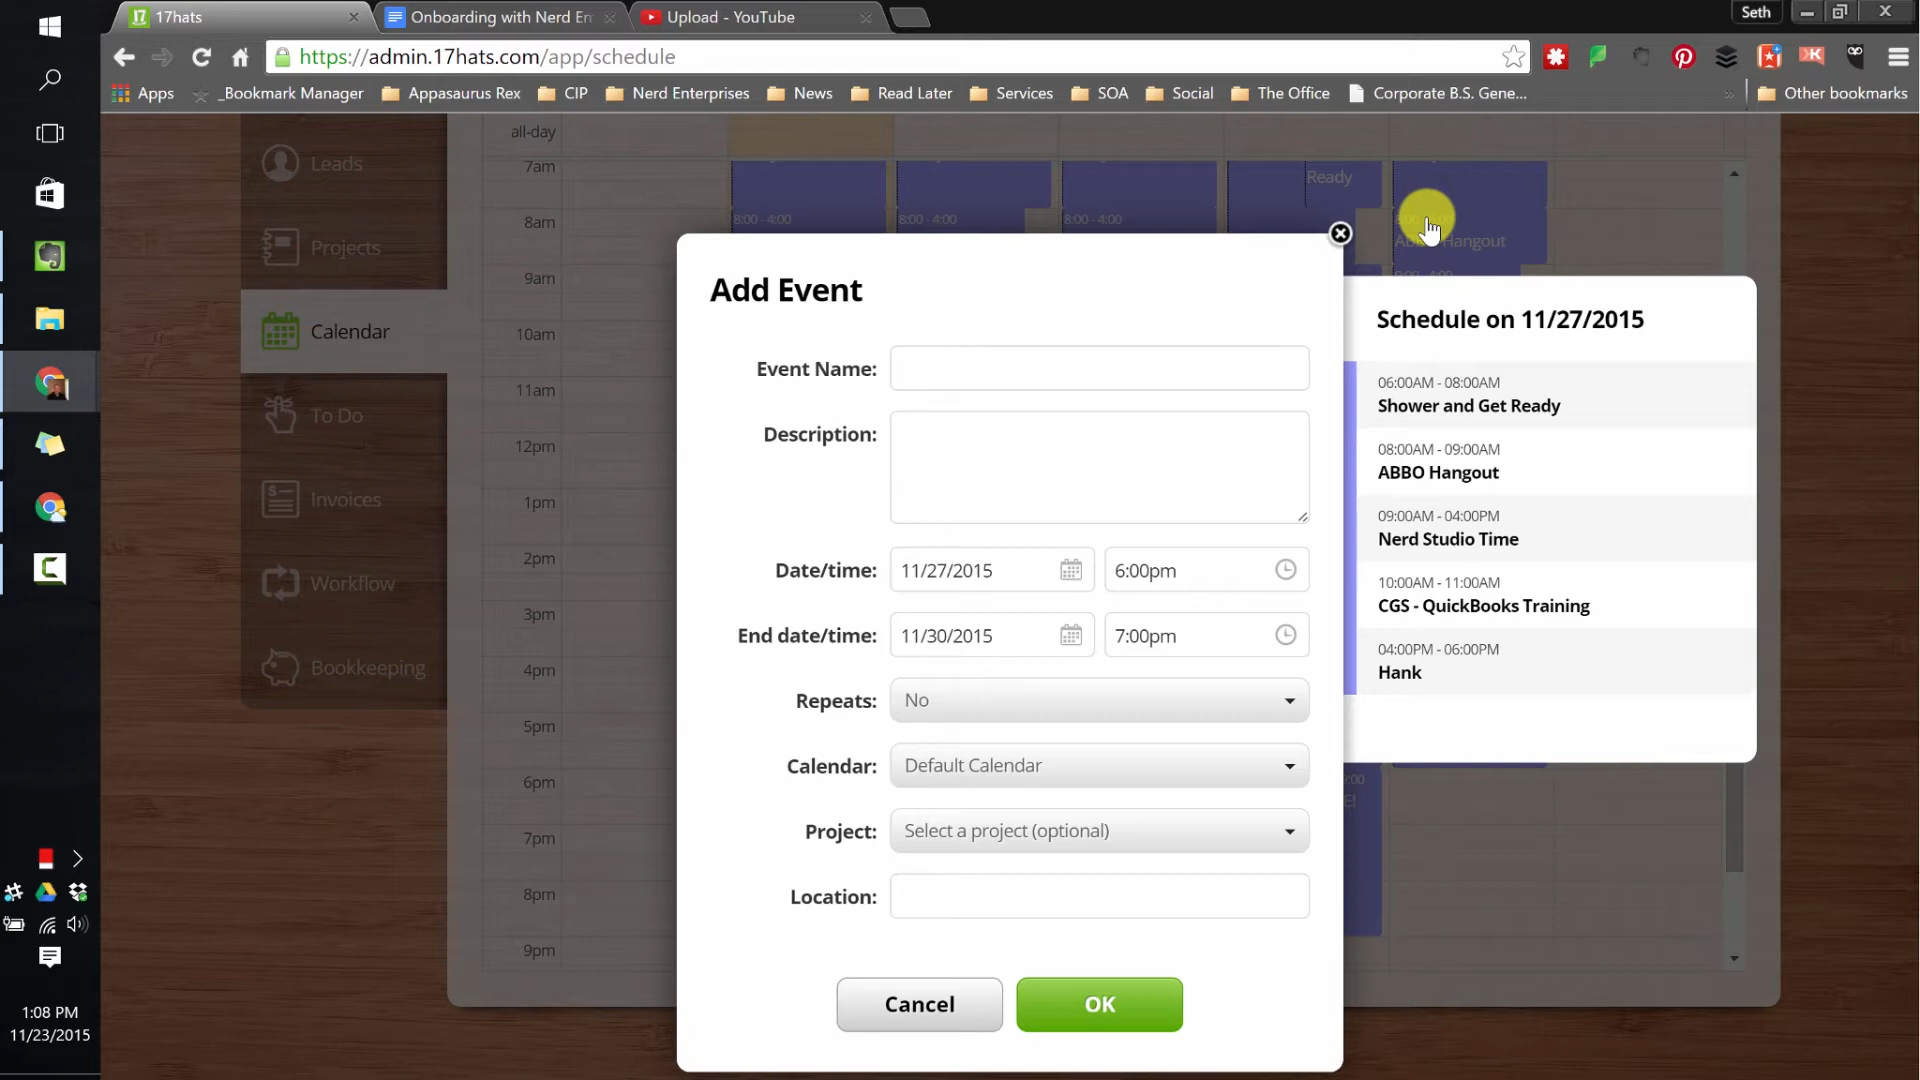 17hats
Onboarding with Nerd En
Upload - YouTube
Seth
https://admin.17hats.com/app/schedule
Apps
_Bookmark Manager
Appasaurus Rex
CIP
Nerd Enterprises
News
Read Later
Services
SOA
Social
The Office
Corporate B.S. Gene...
»
Other bookmarks
Leads
Projects
Calendar
To Do
Invoices
Workflow
Bookkeeping
all-day
7am
8am
9am
10am
11am
12pm
1pm
2pm
3pm
4pm
5pm
6pm
7pm
8pm
9pm
8:00 - 4:00
8:00 - 4:00
8:00 - 4:00
Ready
Hangout
9:00 - 4:00
Add Event
Event Name:
Description:
Date/time: 11/27/2015 6:00pm
End date/time: 11/30/2015 7:00pm
Repeats: No
Calendar: Default Calendar
Project: Select a project (optional)
Location:
Cancel OK
Schedule on 11/27/2015
06:00AM - 08:00AM
Shower and Get Ready
08:00AM - 09:00AM
ABBO Hangout
09:00AM - 04:00PM
Nerd Studio Time
10:00AM - 11:00AM
CGS - QuickBooks Training
04:00PM - 06:00PM
Hank
1:08 PM
11/23/2015